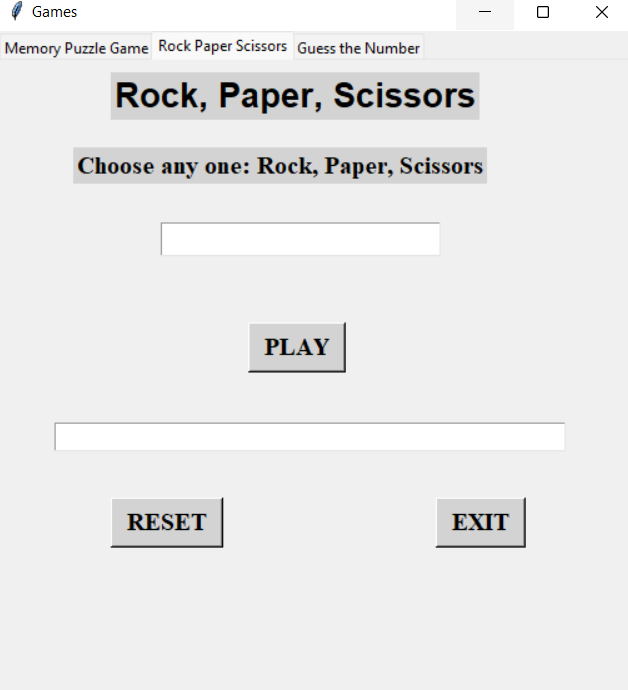 Games
Memory Puzzle Game Rock Paper Scissors Guess the Number
Rock, Paper, Scissors
Choose any one: Rock, Paper, Scissors
PLAY
RESET EXIT